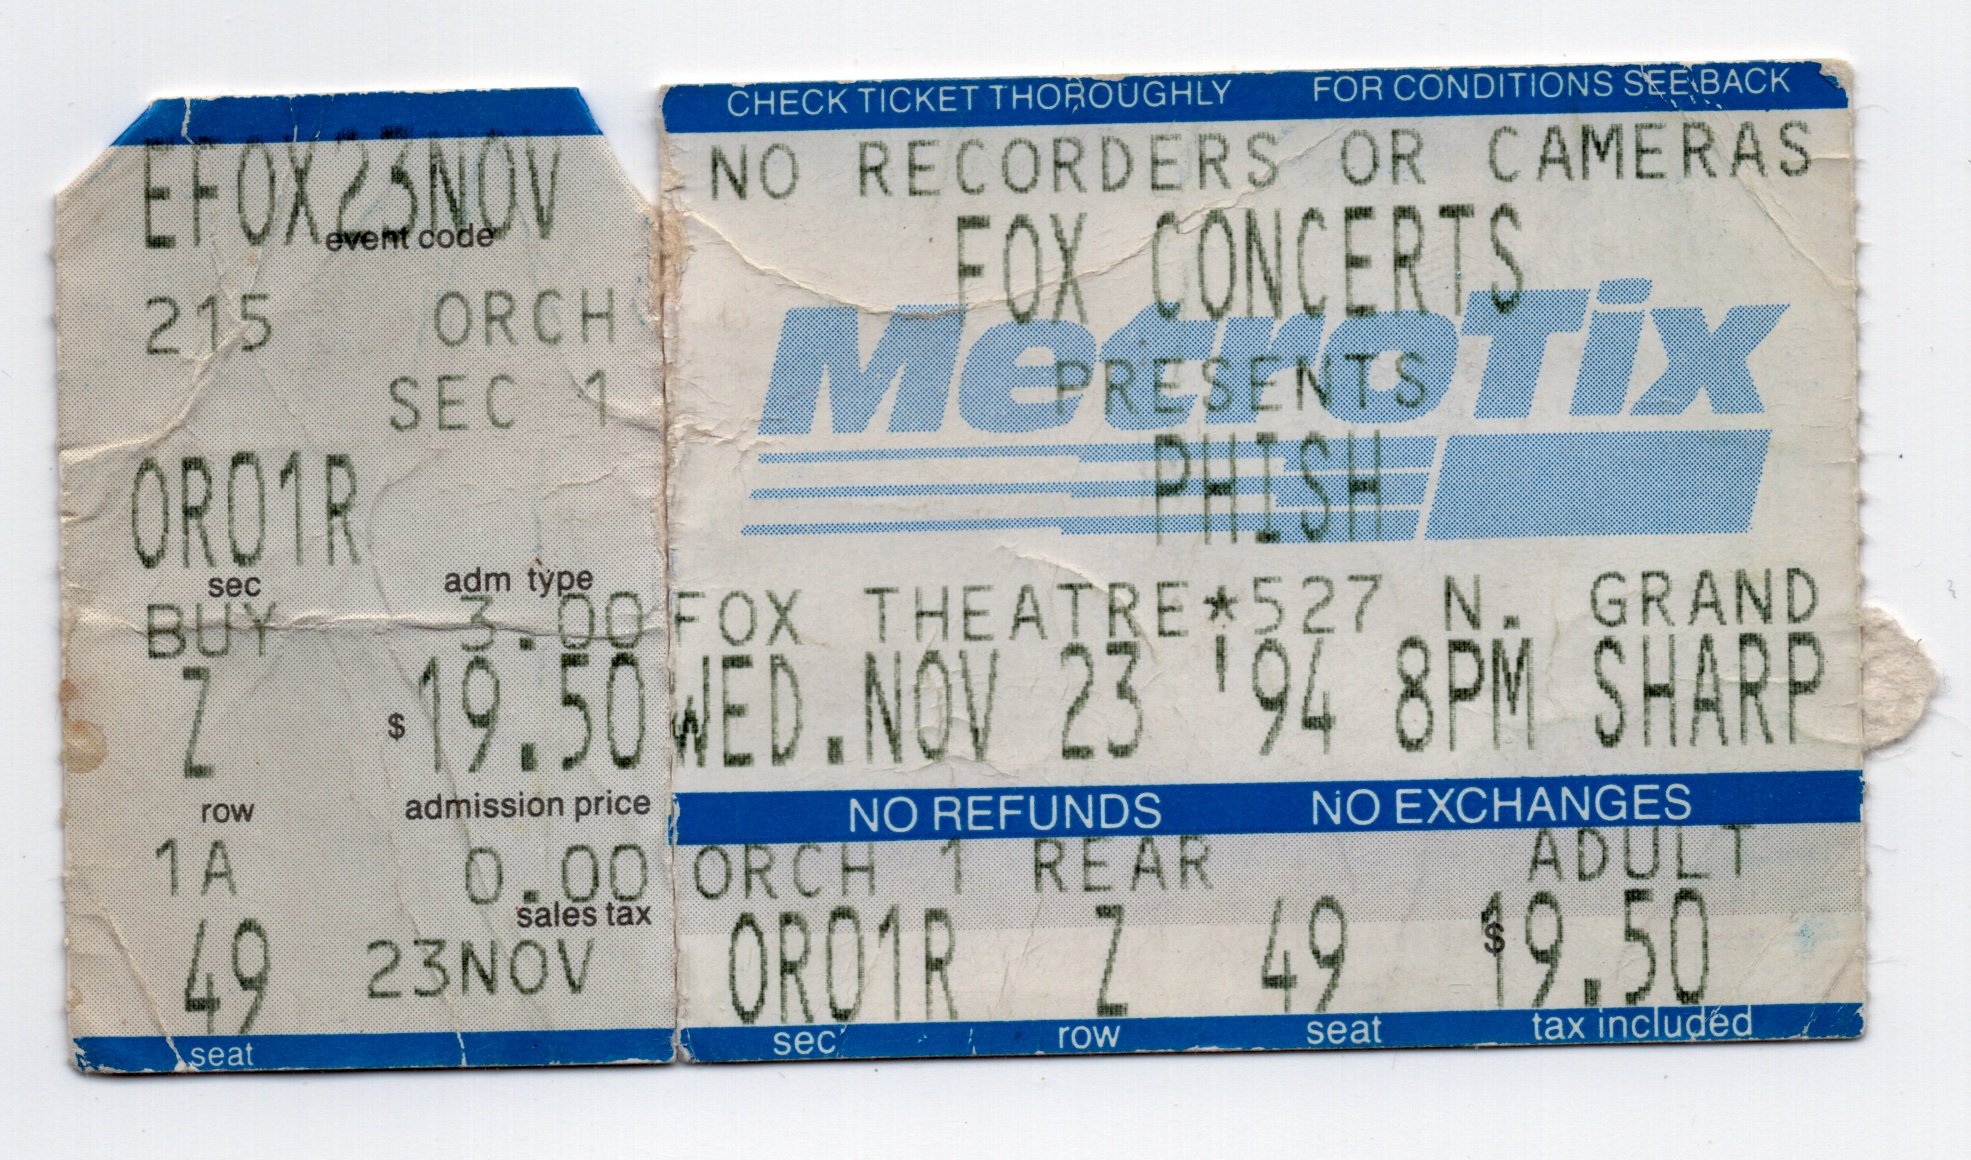 EFOX23NOV
event code
215 ORCH
SEC 1
OR01R
sec adm type
BUY 3.00
Z $ 19.50
row admission price
1A 0.00
sales tax
49 23NOV
seat
CHECK TICKET THOROUGHLY FOR CONDITIONS SEE BACK
NO RECORDERS OR CAMERAS
FOX CONCERTS
MetroTix
PRESENTS
PHISH
FOX THEATRE*527 N. GRAND
WED.NOV 23 '94 8PM SHARP
NO REFUNDS NO EXCHANGES
ORCH 1 REAR ADULT
OR01R Z 49 $19.50
sec row seat tax included